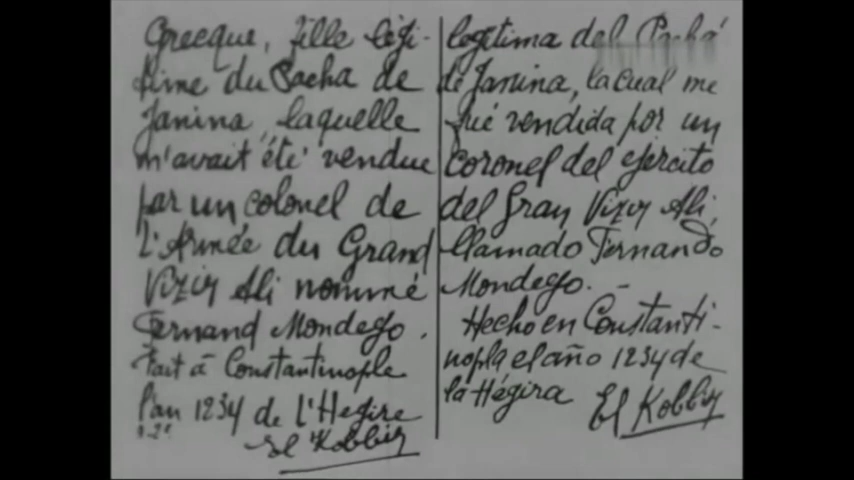 Grecque, fille légi-
time du Pacha de
Janina, laquelle
m'avait été vendue
par un colonel de
l'Armée du Grand
Vizir Ali nommé
Fernand Mondego.
Fait à Constantinople
l'an 1234 de l'Hegire
El Kobbir
legitima del Pachá
de Janina, la cual me
fué vendida por un
coronel del ejercito
del Gran Vizir Ali,
llamado Fernando
Mondego. -
Hecho en Constanti-
nopla el año 1234 de
la Hégira
El Kobbir